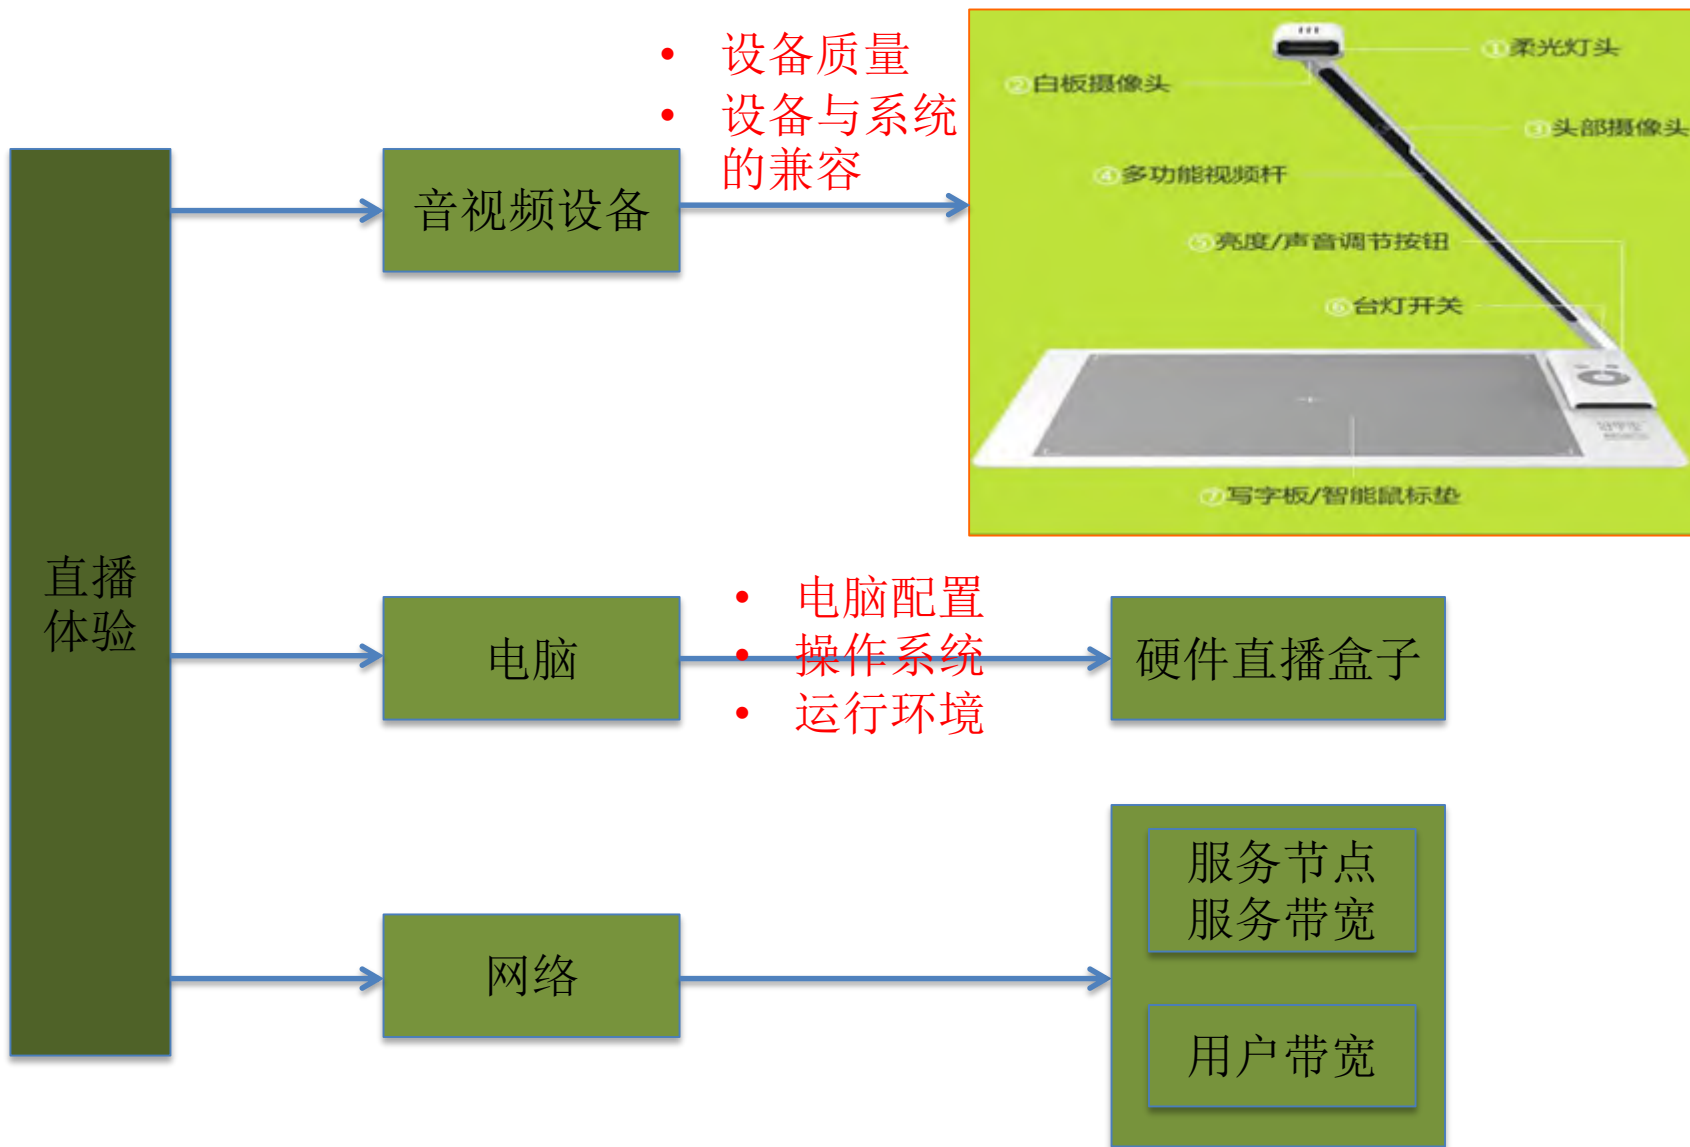 直播
体验
音视频设备
• 设备质量
• 设备与系统
的兼容
①柔光灯头
②白板摄像头
③头部摄像头
④多功能视频杆
⑤亮度/声音调节按钮
⑥台灯开关
⑦写字板/智能鼠标垫
电脑
• 电脑配置
• 操作系统
• 运行环境
硬件直播盒子
网络
服务节点
服务带宽
用户带宽